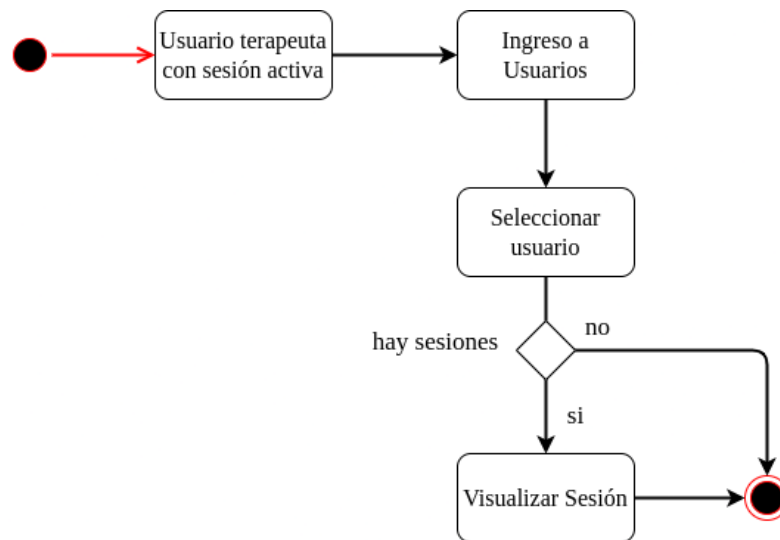 Usuario terapeuta
con sesión activa
Ingreso a
Usuarios
Seleccionar
usuario
hay sesiones
no
si
Visualizar Sesión